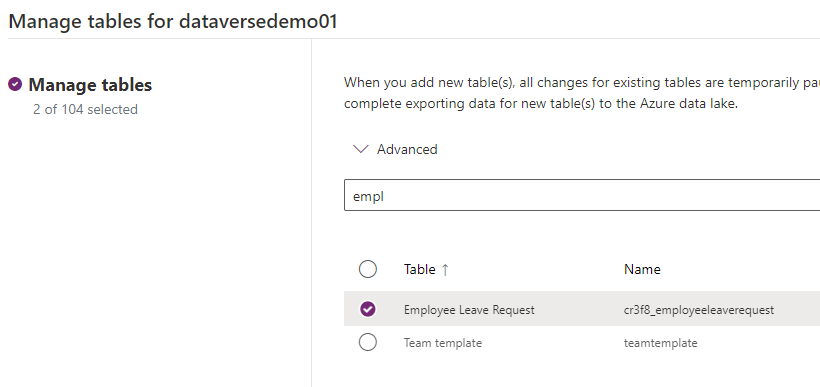 Manage tables for dataversedemo01
Manage tables
2 of 104 selected
When you add new table(s), all changes for existing tables are temporarily
complete exporting data for new table(s) to the Azure data lake.
Advanced
empl
Table ↑ Name
Employee Leave Request cr3f8_employeeleaverequest
Team template teamtemplate